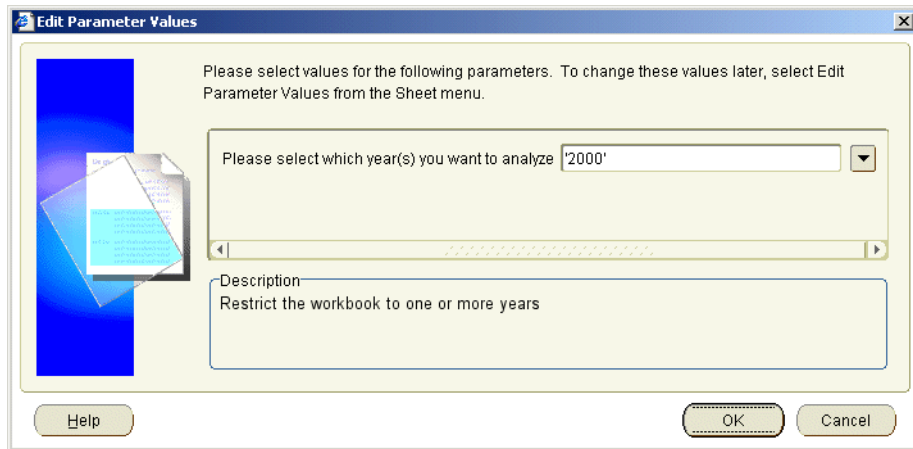 Edit Parameter Values
Please select values for the following parameters. To change these values later, select Edit
Parameter Values from the Sheet menu.
Please select which year(s) you want to analyze '2000'
Description
Restrict the workbook to one or more years
Help OK Cancel